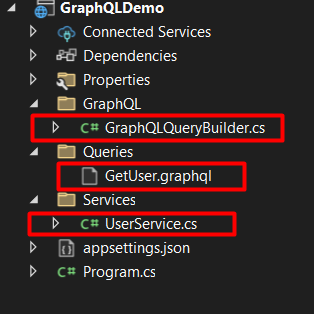 GraphQLDemo
Connected Services
Dependencies
Properties
GraphQL
C# GraphQLQueryBuilder.cs
Queries
GetUser.graphql
Services
C# UserService.cs
appsettings.json
C# Program.cs